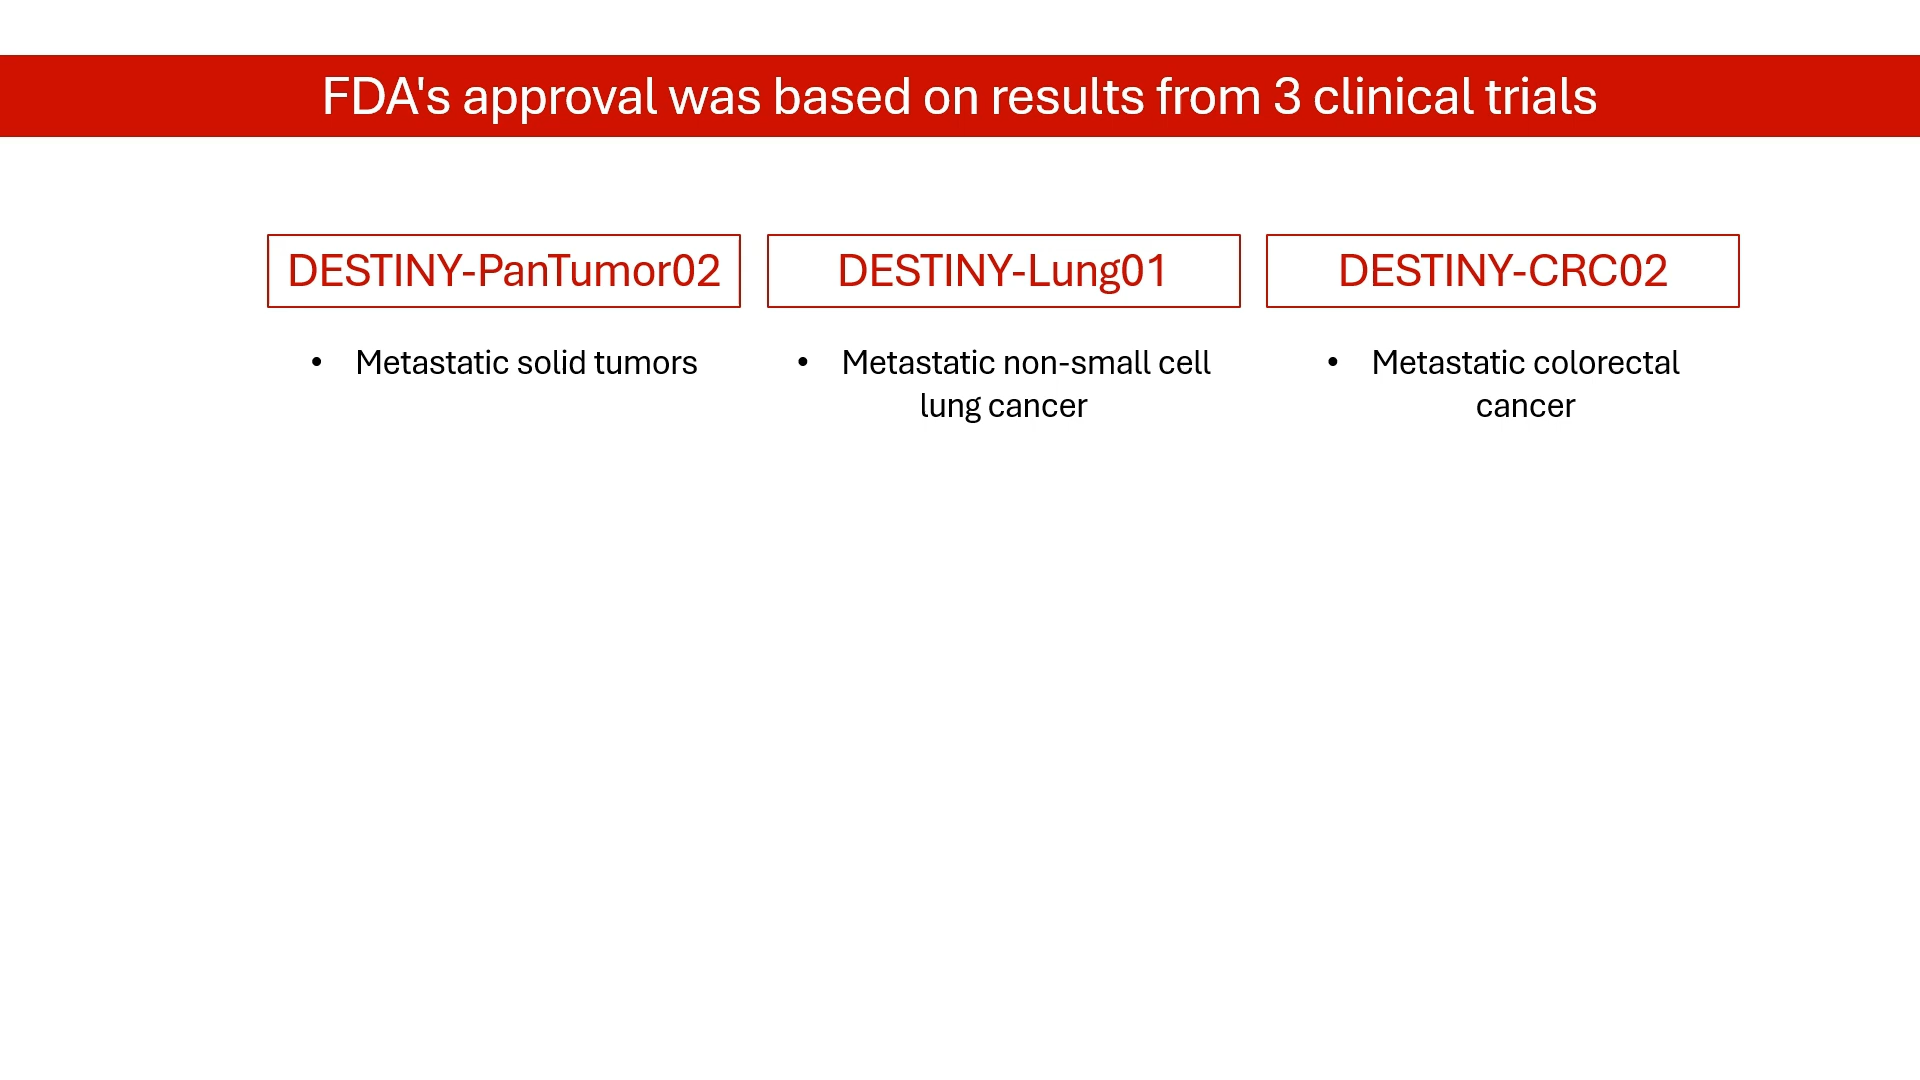 FDA's approval was based on results from 3 clinical trials
DESTINY-PanTumor02
• Metastatic solid tumors
DESTINY-Lung01
• Metastatic non-small cell
lung cancer
DESTINY-CRC02
• Metastatic colorectal
cancer